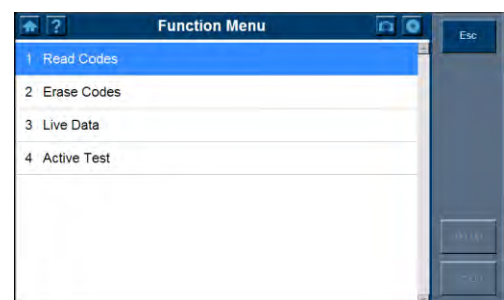 ?
Function Menu
Esc
1 Read Codes
2 Erase Codes
3 Live Data
4 Active Test